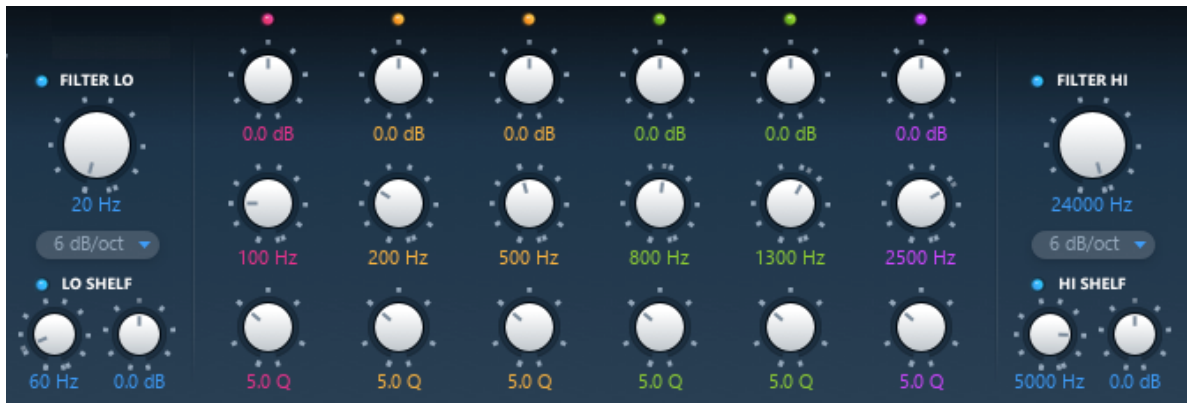 FILTER LO
20 Hz
6 dB/oct
LO SHELF
60 Hz 0.0 dB
0.0 dB 0.0 dB 0.0 dB 0.0 dB 0.0 dB 0.0 dB
100 Hz 200 Hz 500 Hz 800 Hz 1300 Hz 2500 Hz
5.0 Q 5.0 Q 5.0 Q 5.0 Q 5.0 Q 5.0 Q
FILTER HI
24000 Hz
6 dB/oct
HI SHELF
5000 Hz 0.0 dB